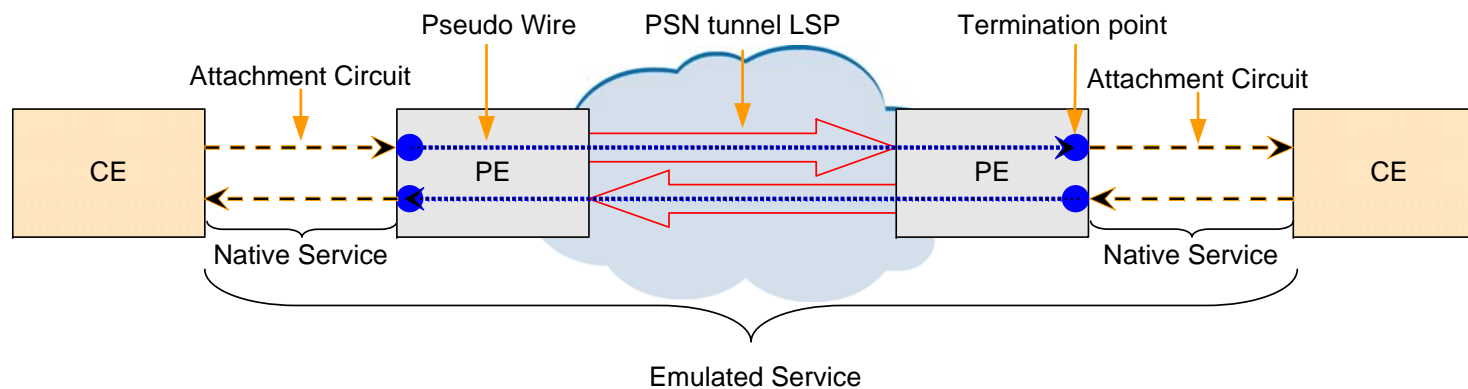 Pseudo Wire
PSN tunnel LSP
Termination point
Attachment Circuit
Attachment Circuit
CE
PE
PE
CE
Native Service
Native Service
Emulated Service